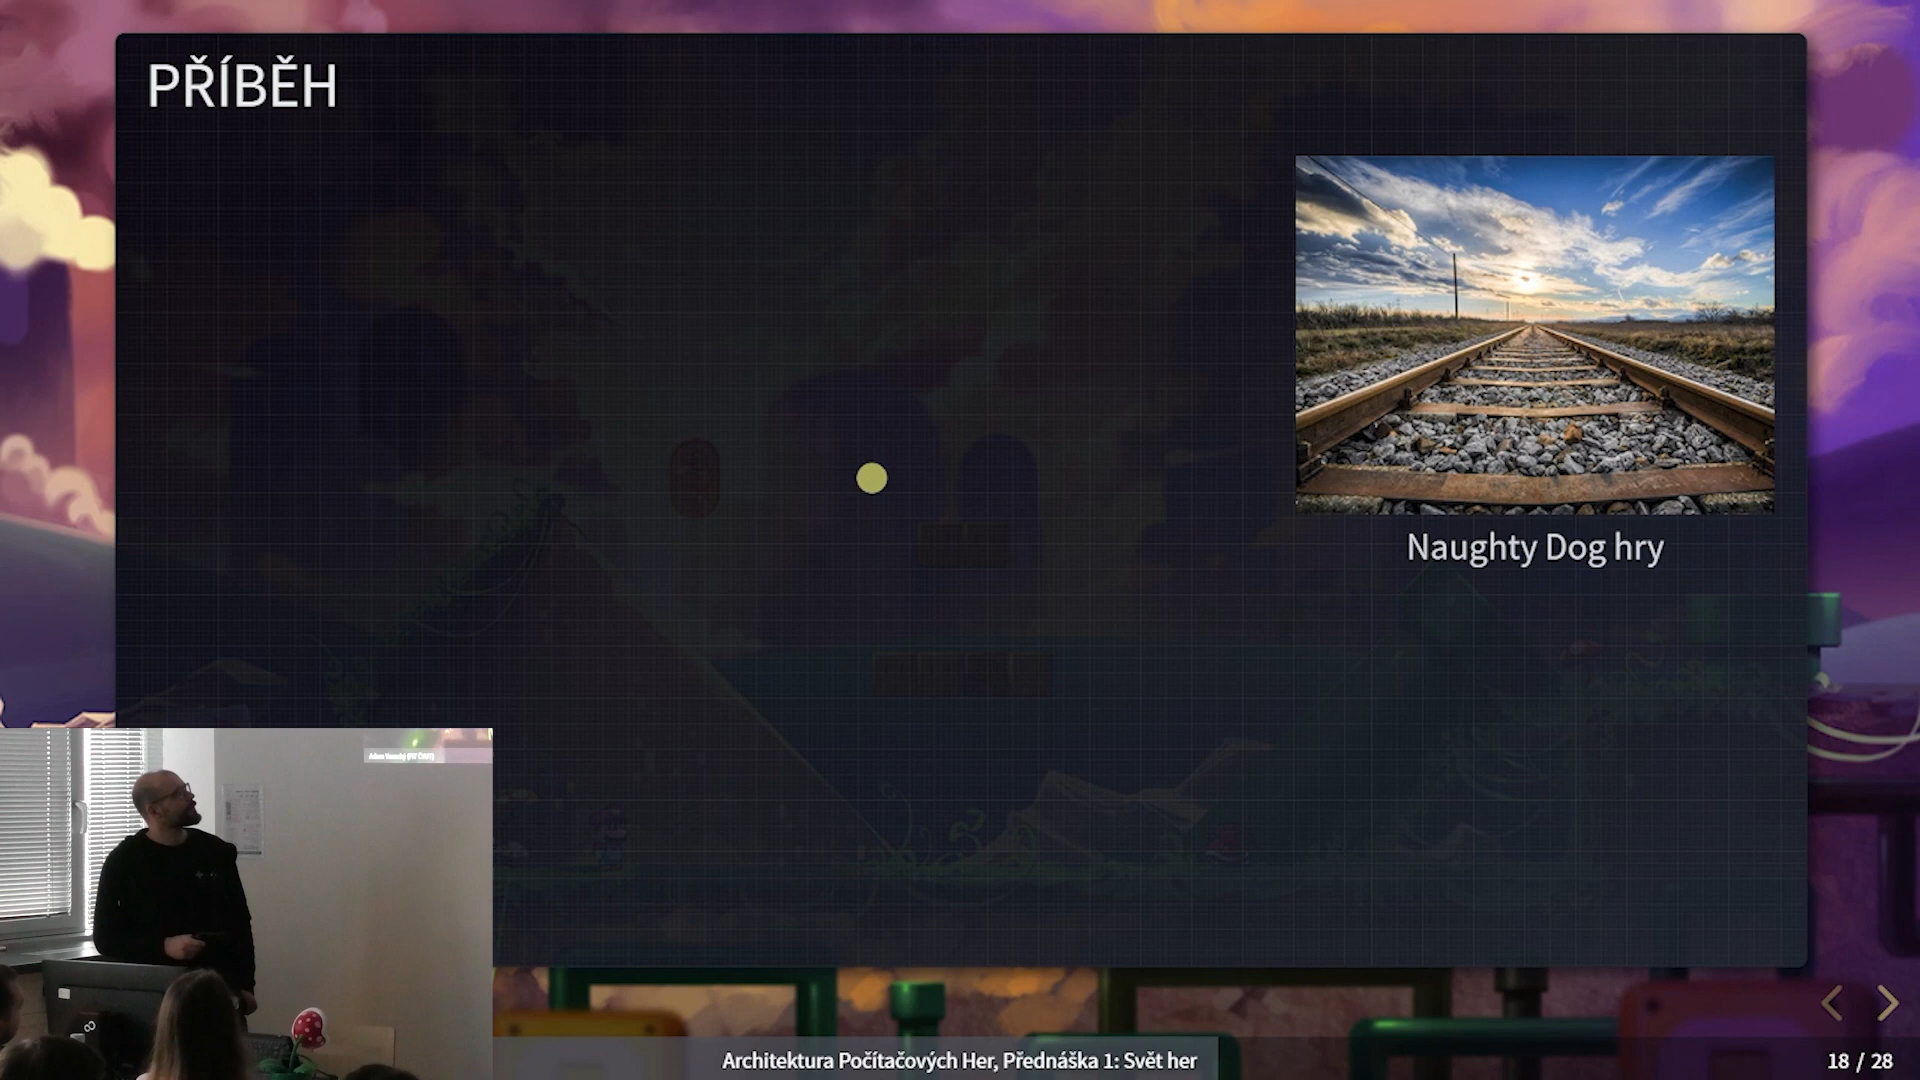 PŘÍBĚH
Naughty Dog hry
Architektura Počítačových Her, Přednáška 1: Svět her
18 / 28